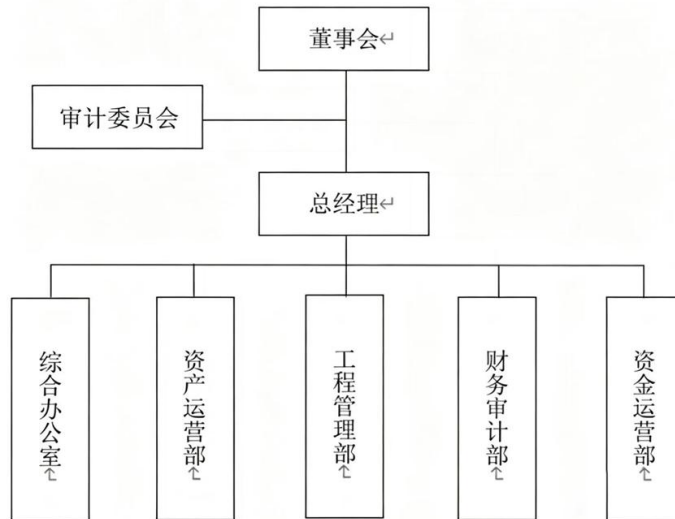 董事会
审计委员会
总经理
综合办公室
资产运营部
工程管理部
财务审计部
资金运营部